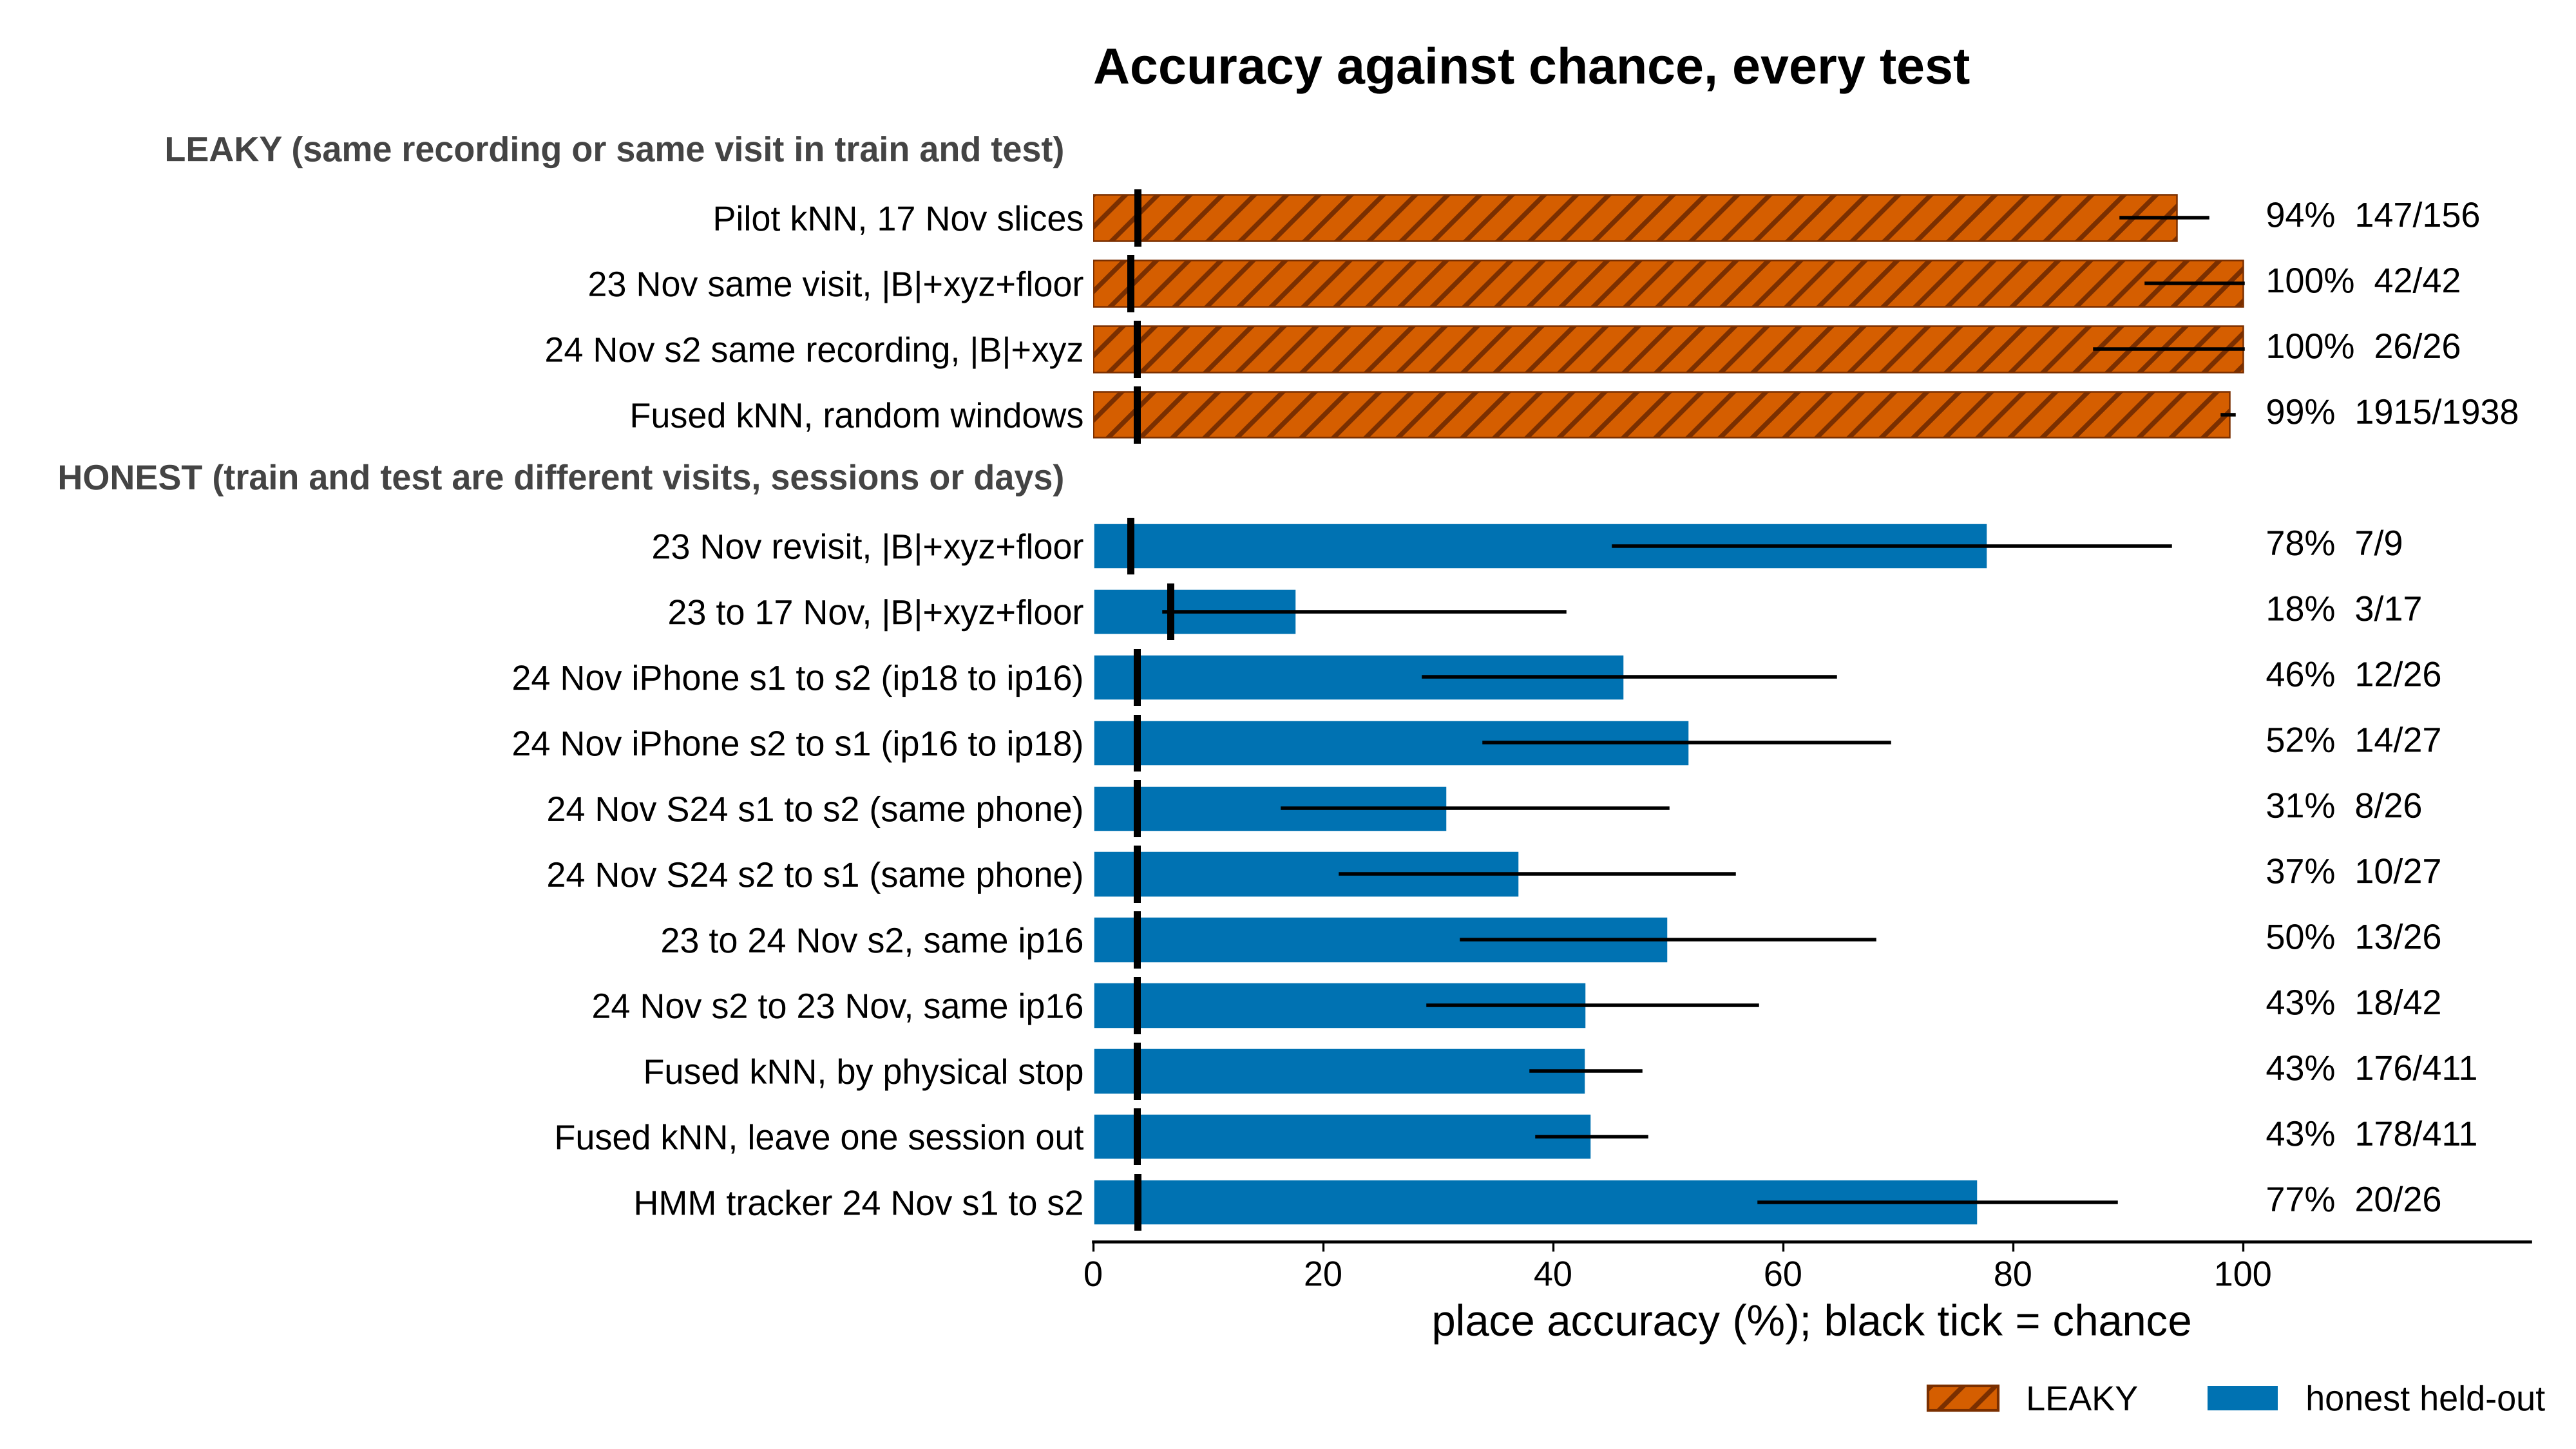 Accuracy against chance, every test
LEAKY (same recording or same visit in train and test)
Pilot kNN, 17 Nov slices 94% 147/156
23 Nov same visit, |B|+xyz+floor 100% 42/42
24 Nov s2 same recording, |B|+xyz 100% 26/26
Fused kNN, random windows 99% 1915/1938
HONEST (train and test are different visits, sessions or days)
23 Nov revisit, |B|+xyz+floor 78% 7/9
23 to 17 Nov, |B|+xyz+floor 18% 3/17
24 Nov iPhone s1 to s2 (ip18 to ip16) 46% 12/26
24 Nov iPhone s2 to s1 (ip16 to ip18) 52% 14/27
24 Nov S24 s1 to s2 (same phone) 31% 8/26
24 Nov S24 s2 to s1 (same phone) 37% 10/27
23 to 24 Nov s2, same ip16 50% 13/26
24 Nov s2 to 23 Nov, same ip16 43% 18/42
Fused kNN, by physical stop 43% 176/411
Fused kNN, leave one session out 43% 178/411
HMM tracker 24 Nov s1 to s2 77% 20/26
0 20 40 60 80 100
place accuracy (%); black tick = chance
LEAKY honest held-out